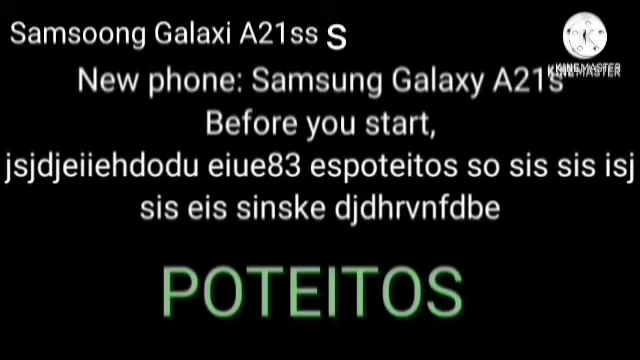 Samsoong Galaxi A21ss s
KINEMASTER
New phone: Samsung Galaxy A21s
Before you start,
jsjdjeiiehdodu eiue83 espoteitos so sis sis isj
sis eis sinske djdhrvnfdbe
POTEITOS